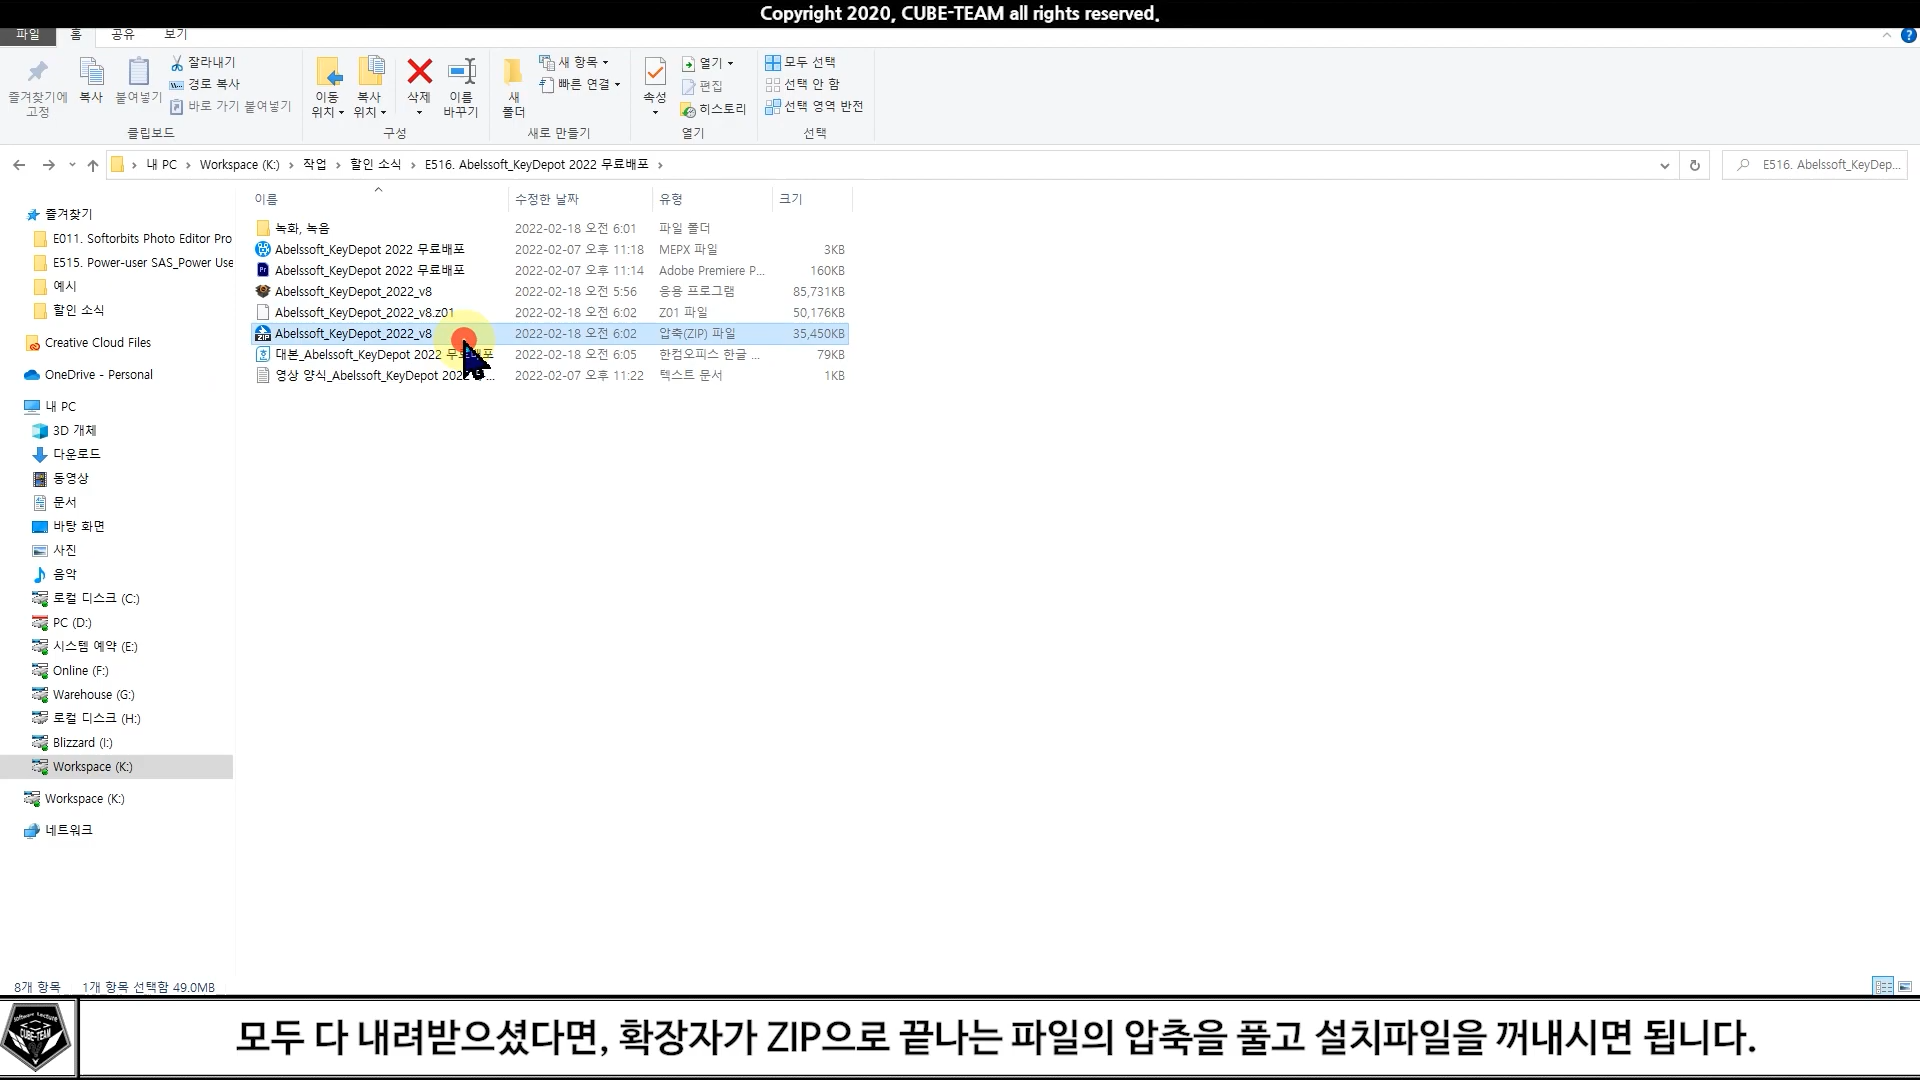 Copyright 2020, CUBE-TEAM all rights reserved.
파일 홈 공유 보기
즐겨찾기에 고정
복사
붙여넣기
잘라내기
경로 복사
바로 가기 붙여넣기
클립보드
이동 위치
복사 위치
삭제
이름 바꾸기
구성
새 폴더
새 항목
빠른 연결
새로 만들기
속성
열기
편집
히스토리
열기
모두 선택
선택 안 함
선택 영역 반전
선택
내 PC > Workspace (K:) > 작업 > 할인 소식 > E516. Abelssoft_KeyDepot 2022 무료배포 >
E516. Abelssoft_KeyDep...
이름 수정한 날짜 유형 크기
녹화, 녹음 2022-02-18 오전 6:01 파일 폴더
Abelssoft_KeyDepot 2022 무료배포 2022-02-07 오후 11:18 MEPX 파일 3KB
Abelssoft_KeyDepot 2022 무료배포 2022-02-07 오후 11:14 Adobe Premiere P... 160KB
Abelssoft_KeyDepot_2022_v8 2022-02-18 오전 5:56 응용 프로그램 85,731KB
Abelssoft_KeyDepot_2022_v8.z01 2022-02-18 오전 6:02 Z01 파일 50,176KB
Abelssoft_KeyDepot_2022_v8 2022-02-18 오전 6:02 압축(ZIP) 파일 35,450KB
대본_Abelssoft_KeyDepot 2022 무료배포 2022-02-18 오전 6:05 한컴오피스 한글 ... 79KB
영상 양식_Abelssoft_KeyDepot 2022 ... 2022-02-07 오후 11:22 텍스트 문서 1KB
즐겨찾기
E011. Softorbits Photo Editor Pro
E515. Power-user SAS_Power Use
예시
할인 소식
Creative Cloud Files
OneDrive - Personal
내 PC
3D 개체
다운로드
동영상
문서
바탕 화면
사진
음악
로컬 디스크 (C:)
PC (D:)
시스템 예약 (E:)
Online (F:)
Warehouse (G:)
로컬 디스크 (H:)
Blizzard (I:)
Workspace (K:)
Workspace (K:)
네트워크
8개 항목 1개 항목 선택함 49.0MB
Software Lecture
CUBE-TEAM
모두 다 내려받으셨다면, 확장자가 ZIP으로 끝나는 파일의 압축을 풀고 설치파일을 꺼내시면 됩니다.